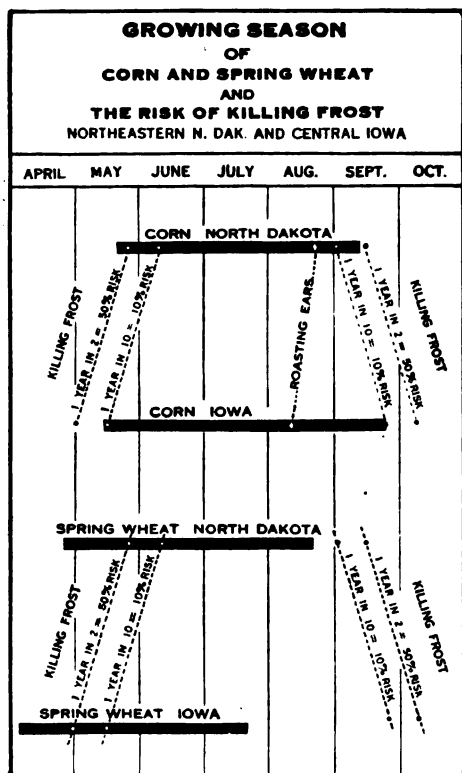 GROWING SEASON
OF
CORN AND SPRING WHEAT
AND
THE RISK OF KILLING FROST
NORTHEASTERN N. DAK. AND CENTRAL IOWA
APRIL MAY JUNE JULY AUG. SEPT. OCT.
CORN NORTH DAKOTA
KILLING FROST
1 YEAR IN 2 = 50% RISK
1 YEAR IN 10 = 10% RISK
ROASTING EARS
1 YEAR IN 10 = 10% RISK
1 YEAR IN 2 = 50% RISK
KILLING FROST
CORN IOWA
SPRING WHEAT NORTH DAKOTA
KILLING FROST
1 YEAR IN 2 = 50% RISK
1 YEAR IN 10 = 10% RISK
1 YEAR IN 10 = 10% RISK
1 YEAR IN 2 = 50% RISK
KILLING FROST
SPRING WHEAT IOWA